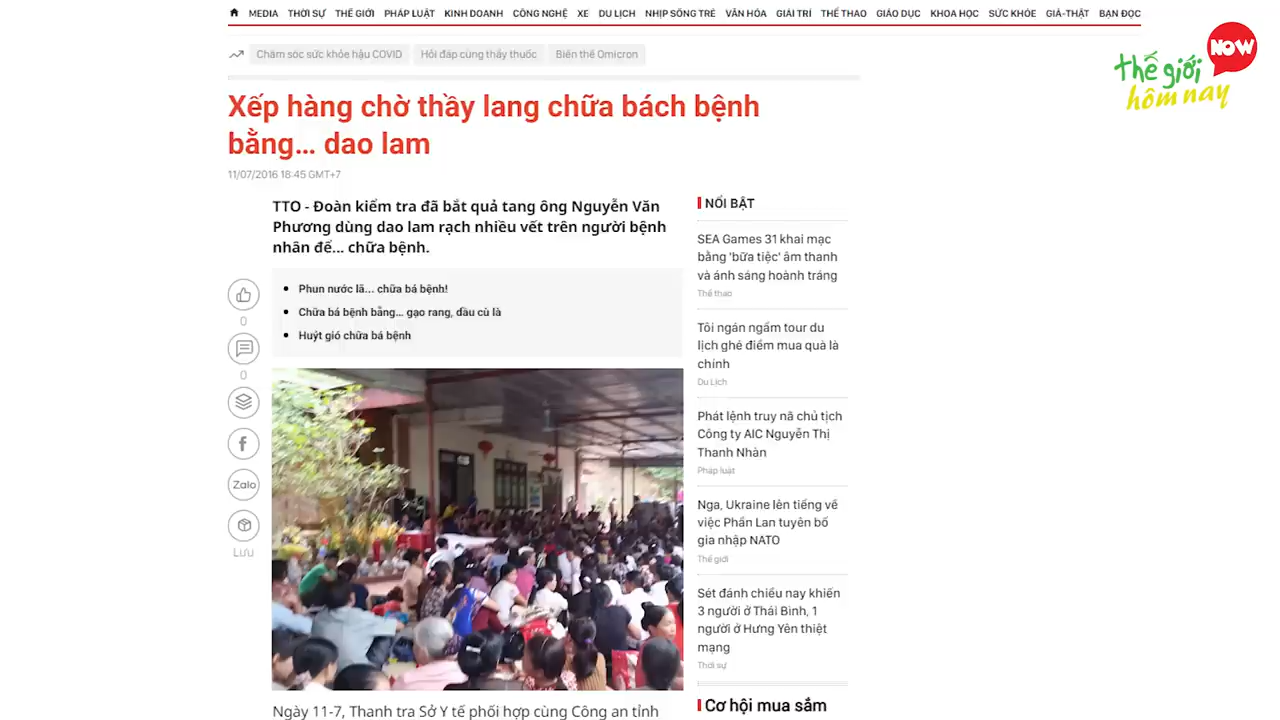 MEDIA THỜI SỰ THẾ GIỚI PHÁP LUẬT KINH DOANH CÔNG NGHỆ XE DU LỊCH NHỊP SỐNG TRẺ VĂN HÓA GIẢI TRÍ THỂ THAO GIÁO DỤC KHOA HỌC SỨC KHỎE GIẢ-THẬT BẠN ĐỌC
NOW
thế giới
hôm nay
Chăm sóc sức khỏe hậu COVID Hỏi đáp cùng thầy thuốc Biến thể Omicron
Xếp hàng chờ thầy lang chữa bách bệnh
bằng... dao lam
11/07/2016 18:45 GMT+7
TTO - Đoàn kiểm tra đã bắt quả tang ông Nguyễn Văn
Phương dùng dao lam rạch nhiều vết trên người bệnh
nhân để... chữa bệnh.
Phun nước lã... chữa bá bệnh!
Chữa bá bệnh bằng... gạo rang, dầu cù là
Huýt gió chữa bá bệnh
0
0
f
Zalo
Lưu
Ngày 11-7, Thanh tra Sở Y tế phối hợp cùng Công an tỉnh
NỔI BẬT
SEA Games 31 khai mạc
bằng 'bữa tiệc' âm thanh
và ánh sáng hoành tráng
Thể thao
Tôi ngán ngẩm tour du
lịch ghé điểm mua quà là
chính
Du Lịch
Phát lệnh truy nã chủ tịch
Công ty AIC Nguyễn Thị
Thanh Nhàn
Pháp luật
Nga, Ukraine lên tiếng về
việc Phần Lan tuyên bố
gia nhập NATO
Thế giới
Sét đánh chiều nay khiến
3 người ở Thái Bình, 1
người ở Hưng Yên thiệt
mạng
Thời sự
Cơ hội mua sắm